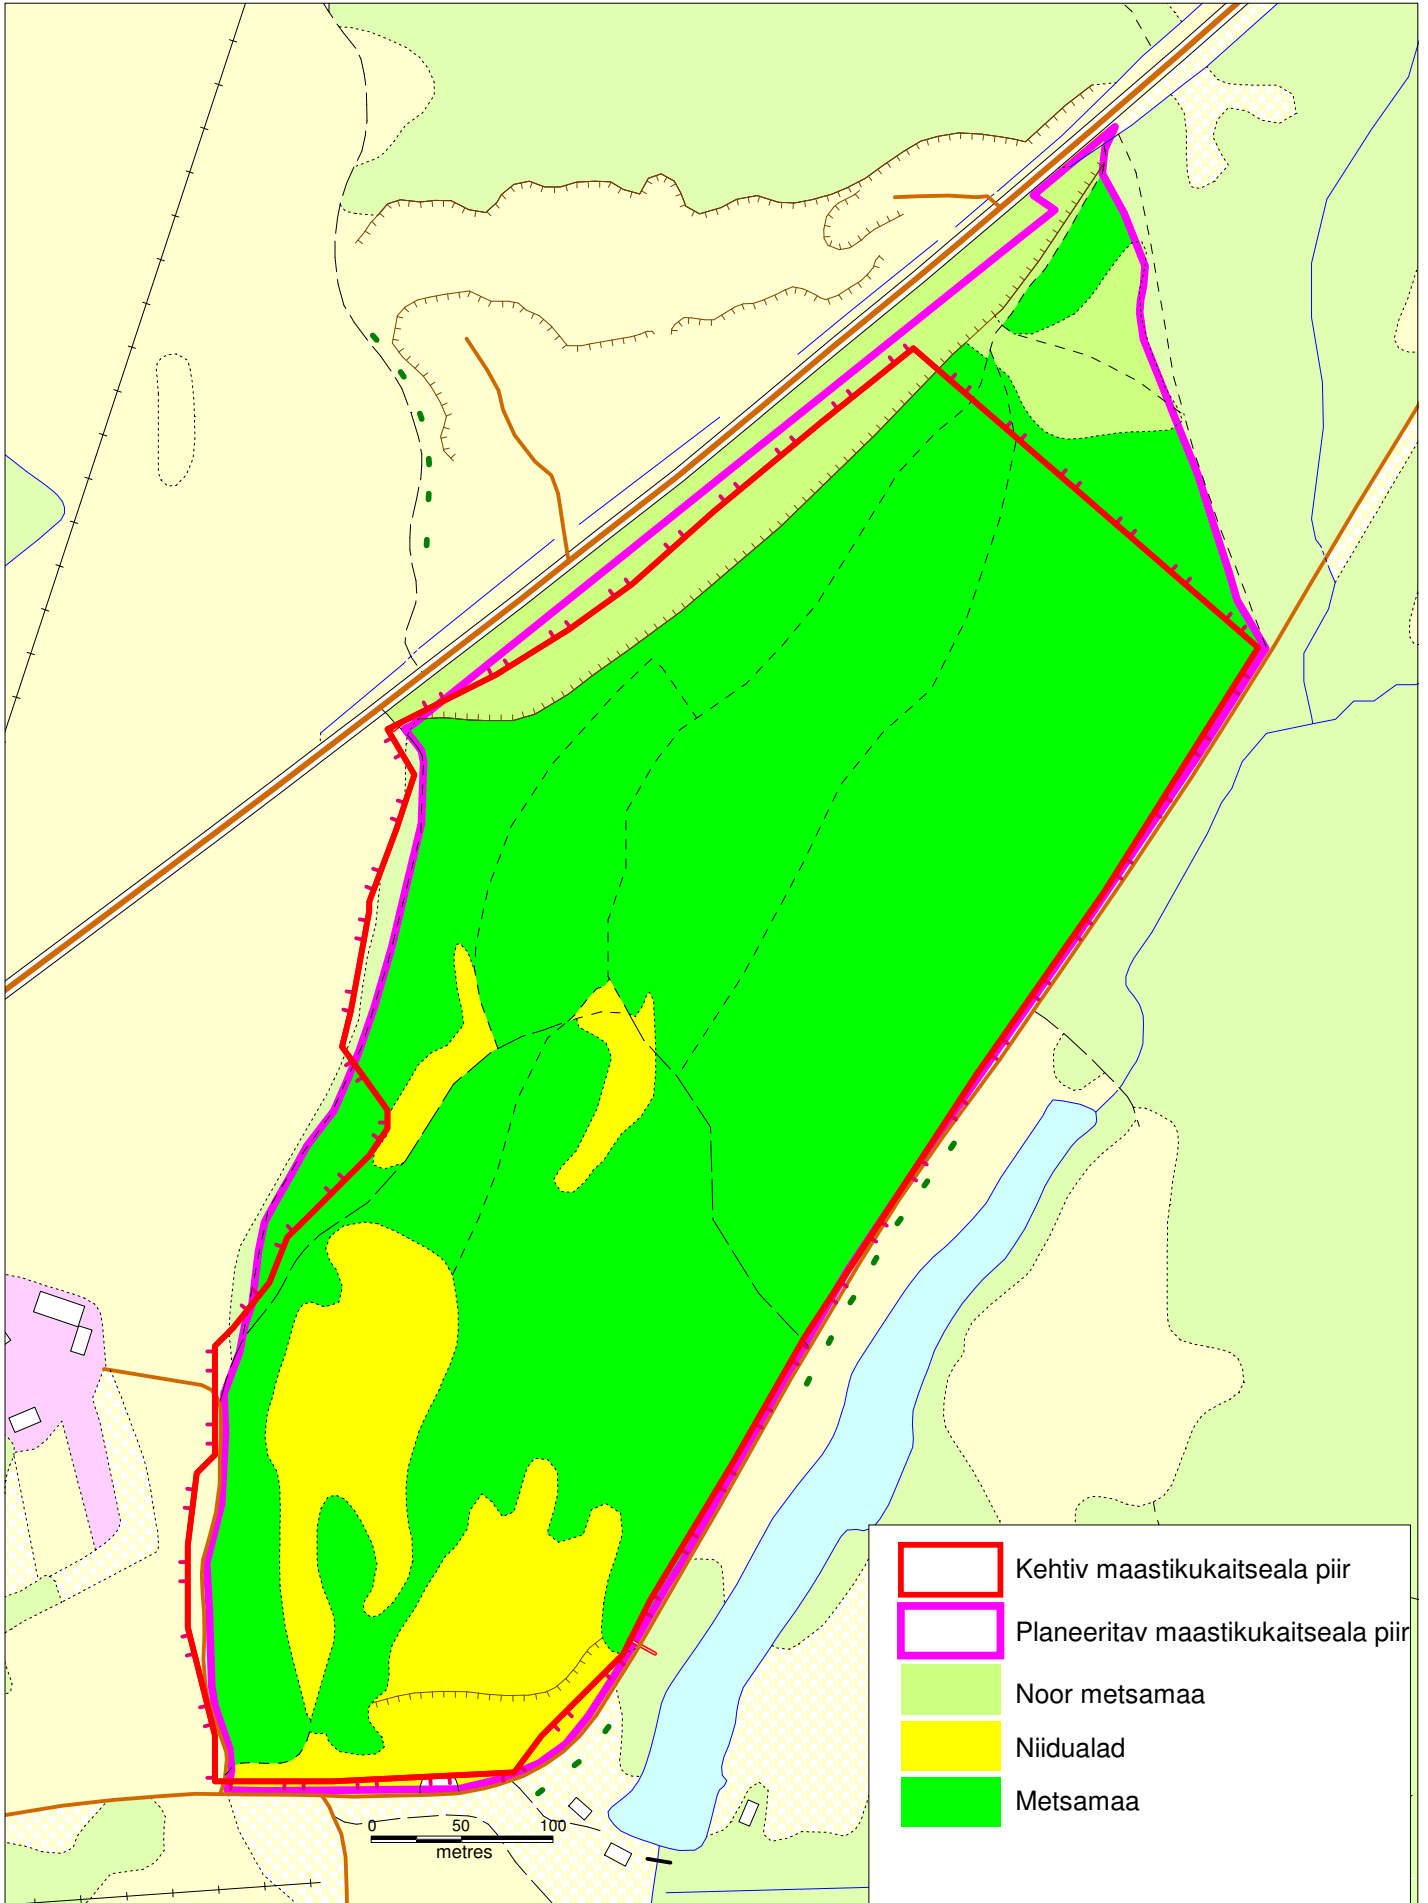 Kehtiv maastikukaitseala piir
Planeeritav maastikukaitseala piir
Noor metsamaa
Niidualad
Metsamaa
0 50 100
metres